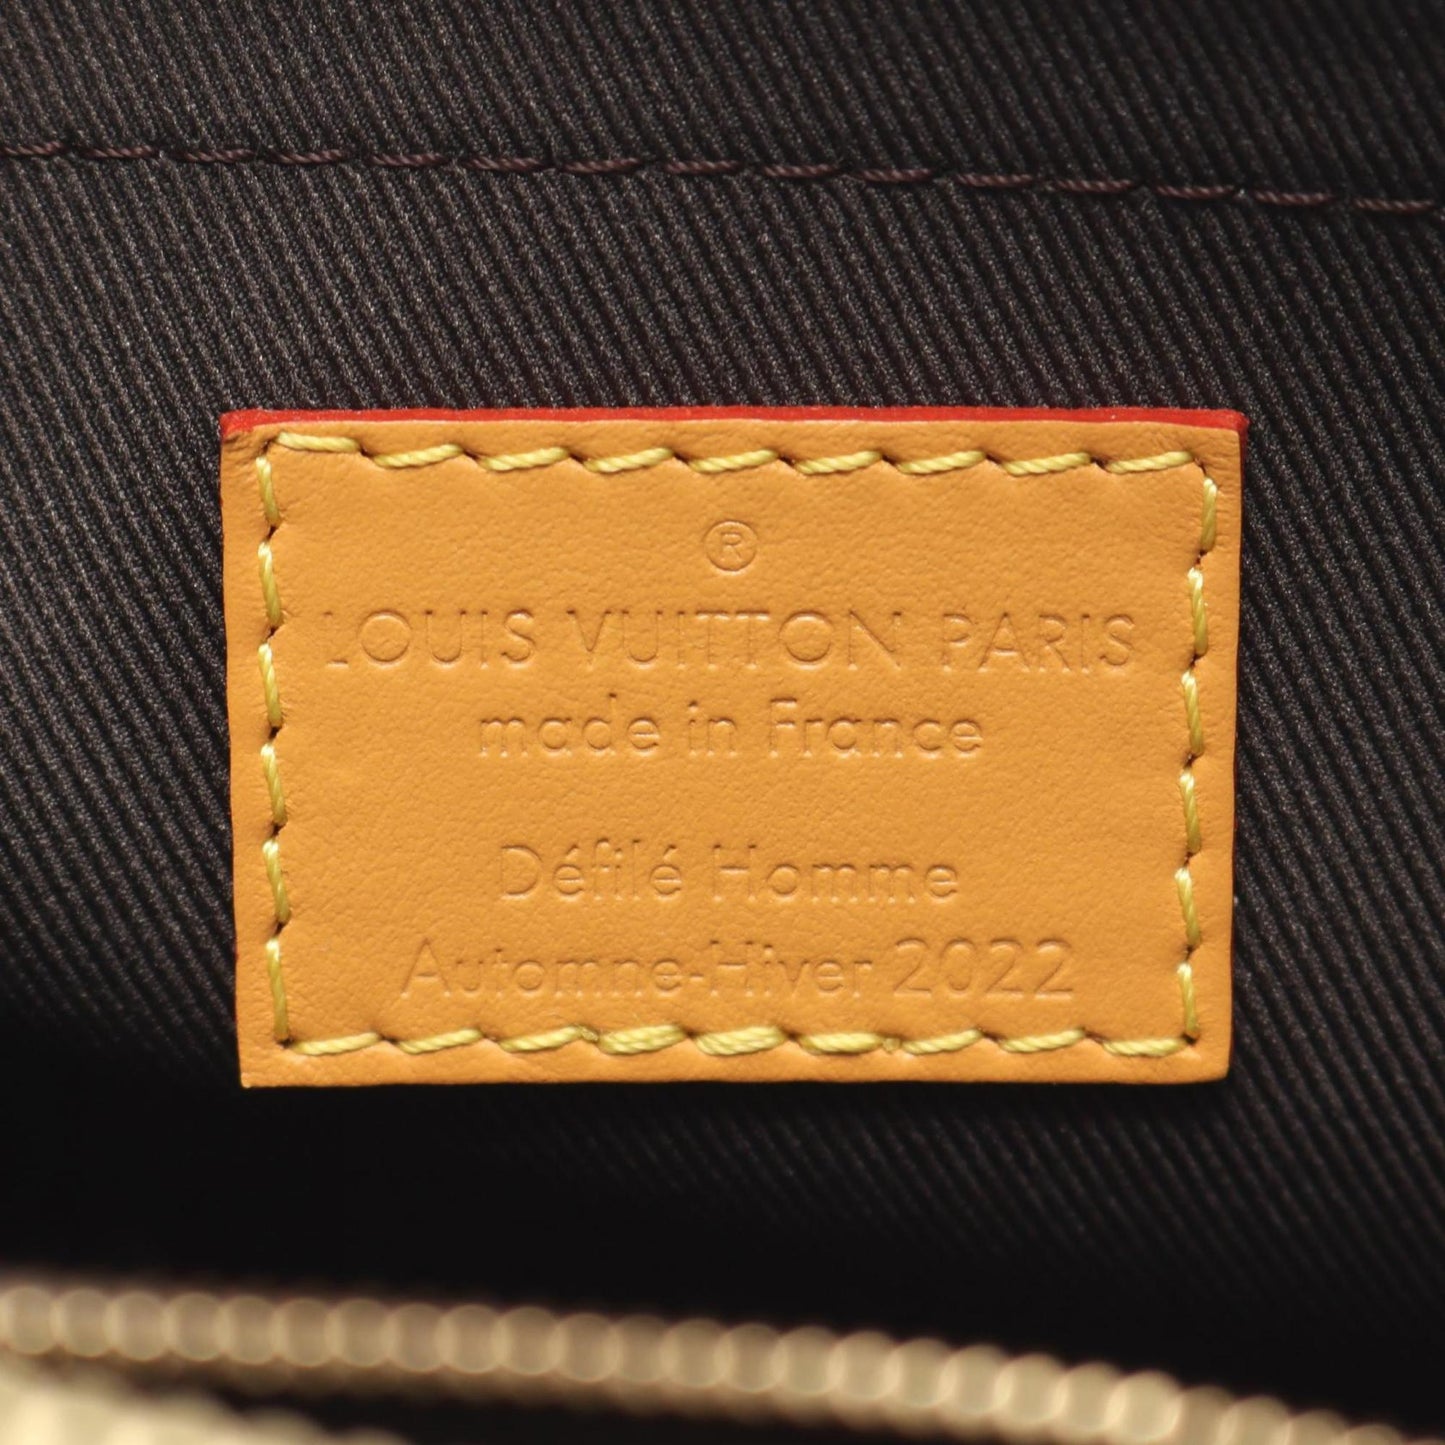 ®
LOUIS VUITTON PARIS
made in France
Défilé Homme
Automne-Hiver 2022